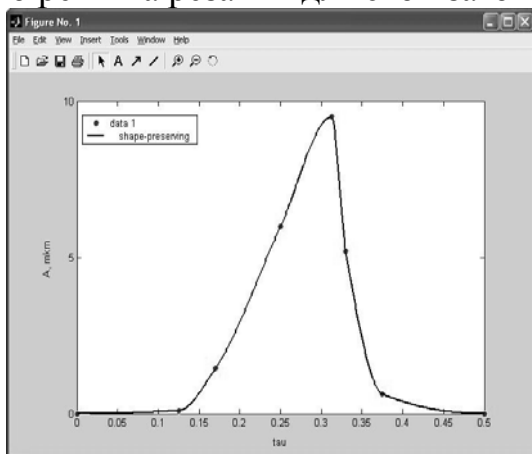 Figure No. 1
File Edit View Insert Tools Window Help
A
data 1
shape-preserving
10
5
0
A, mkm
0 0.05 0.1 0.15 0.2 0.25 0.3 0.35 0.4 0.45 0.5
tau